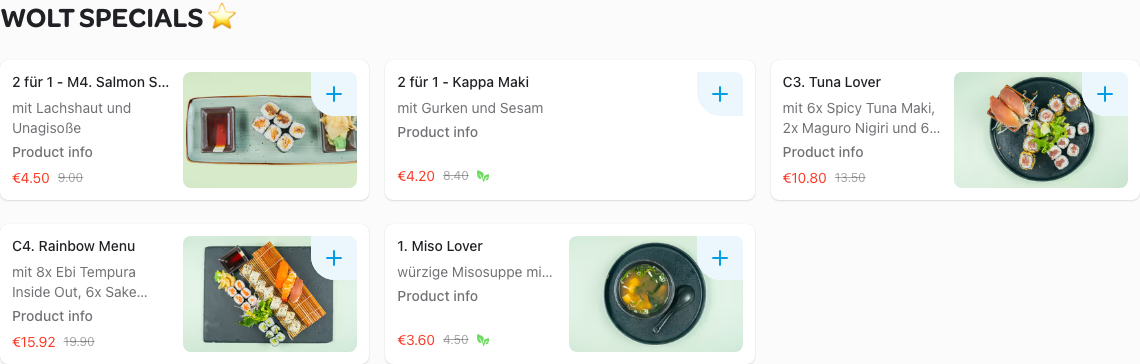 WOLT SPECIALS ⭐
2 für 1 - M4. Salmon S...
mit Lachshaut und
Unagisoße
Product info
€4.50 9.00
2 für 1 - Kappa Maki
mit Gurken und Sesam
Product info
€4.20 8.40
C3. Tuna Lover
mit 6x Spicy Tuna Maki,
2x Maguro Nigiri und 6...
Product info
€10.80 13.50
C4. Rainbow Menu
mit 8x Ebi Tempura
Inside Out, 6x Sake...
Product info
€15.92 19.90
1. Miso Lover
würzige Misosuppe mi...
Product info
€3.60 4.50